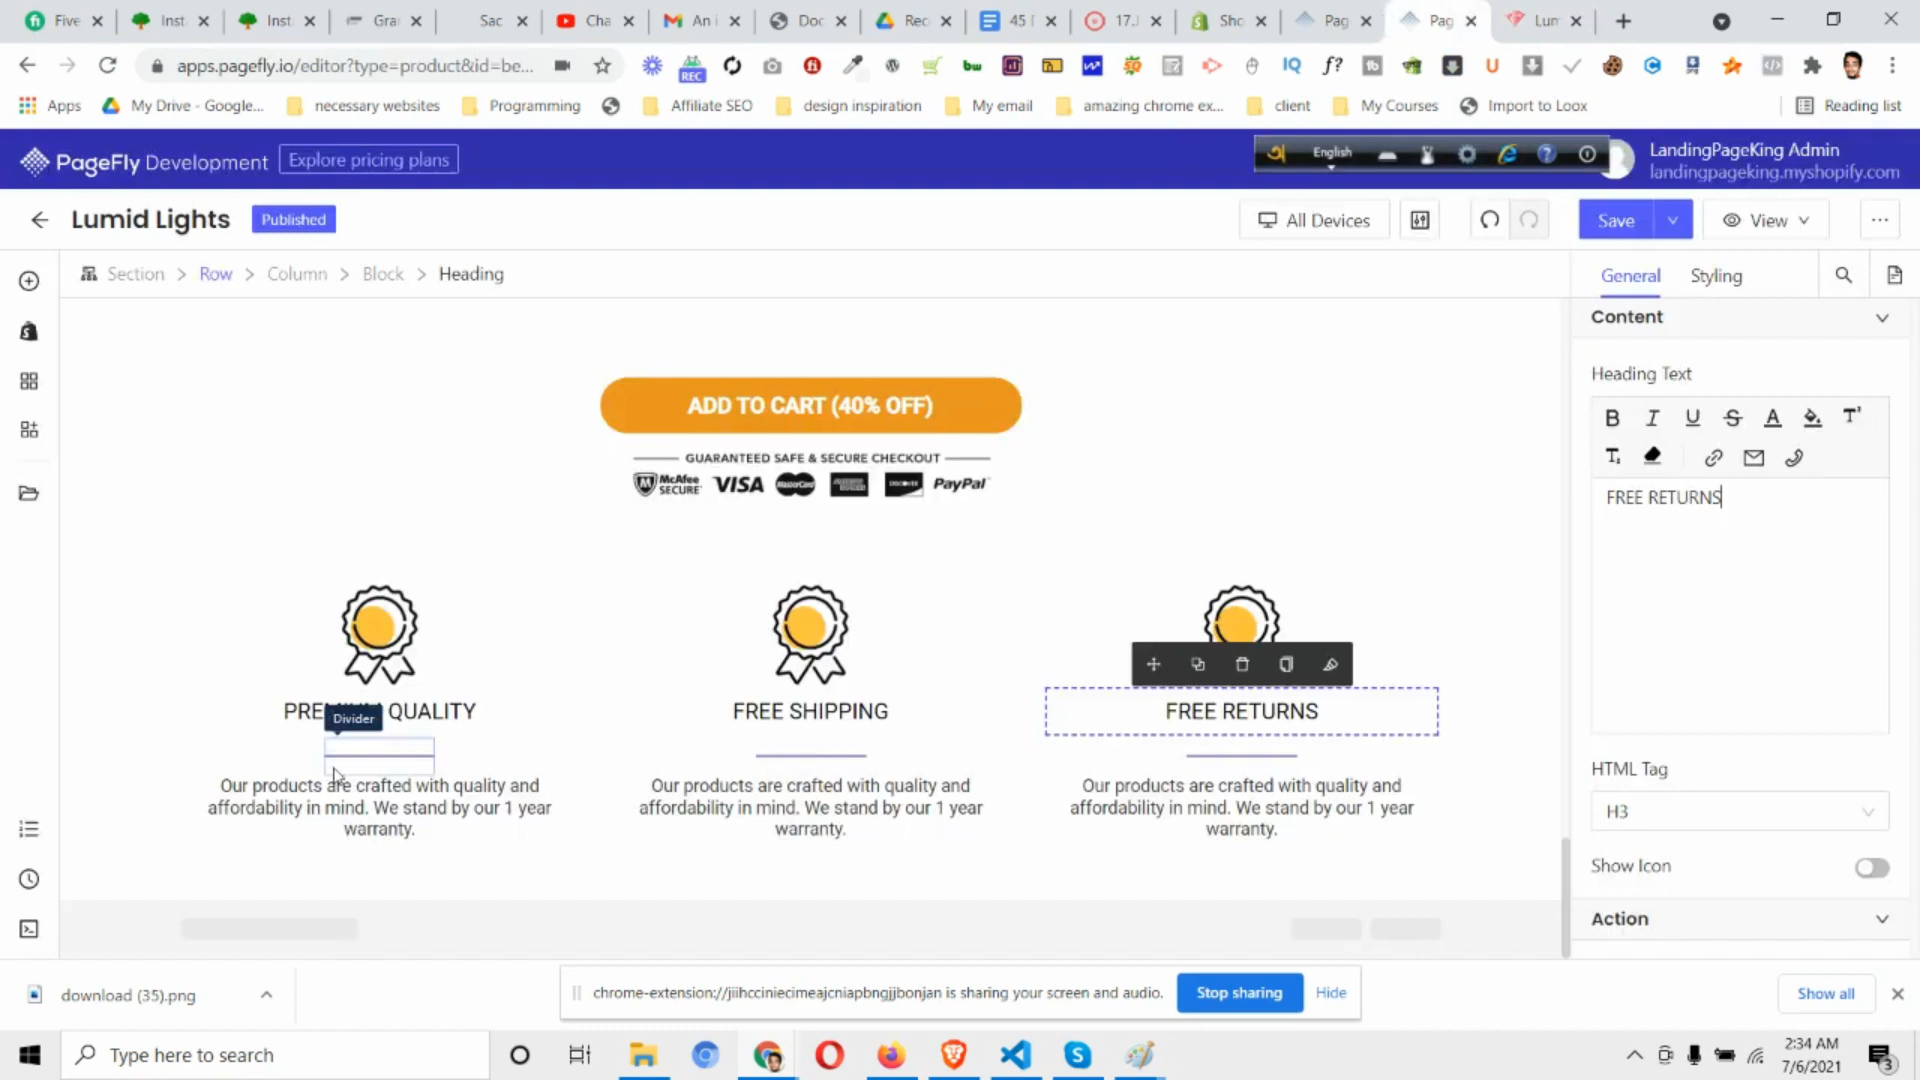 Five
Inst
Inst
Gra
Sac
Cha
An i
Doc
Rec
45 f
17.
Sho
Pag
Pag
Lum
apps.pagefly.io/editor?type=product&id=be...
REC
Apps
My Drive - Google...
necessary websites
Programming
Affiliate SEO
design inspiration
My email
amazing chrome ex...
client
My Courses
Import to Loox
Reading list
PageFly Development
Explore pricing plans
English
LandingPageKing Admin
landingpageking.myshopify.com
Lumid Lights
Published
All Devices
Save
View
Section > Row > Column > Block > Heading
General
Styling
Content
Heading Text
FREE RETURNS
HTML Tag
H3
Show Icon
Action
ADD TO CART (40% OFF)
GUARANTEED SAFE & SECURE CHECKOUT
McAfee SECURE VISA MasterCard DISCOVER PayPal
PREMIUM QUALITY
Divider
Our products are crafted with quality and
affordability in mind. We stand by our 1 year
warranty.
FREE SHIPPING
Our products are crafted with quality and
affordability in mind. We stand by our 1 year
warranty.
FREE RETURNS
Our products are crafted with quality and
affordability in mind. We stand by our 1 year
warranty.
download (35).png
chrome-extension://jiihcciniecimeajcniapbngjjbonjan is sharing your screen and audio.
Stop sharing
Hide
Show all
Type here to search
2:34 AM
7/6/2021
3